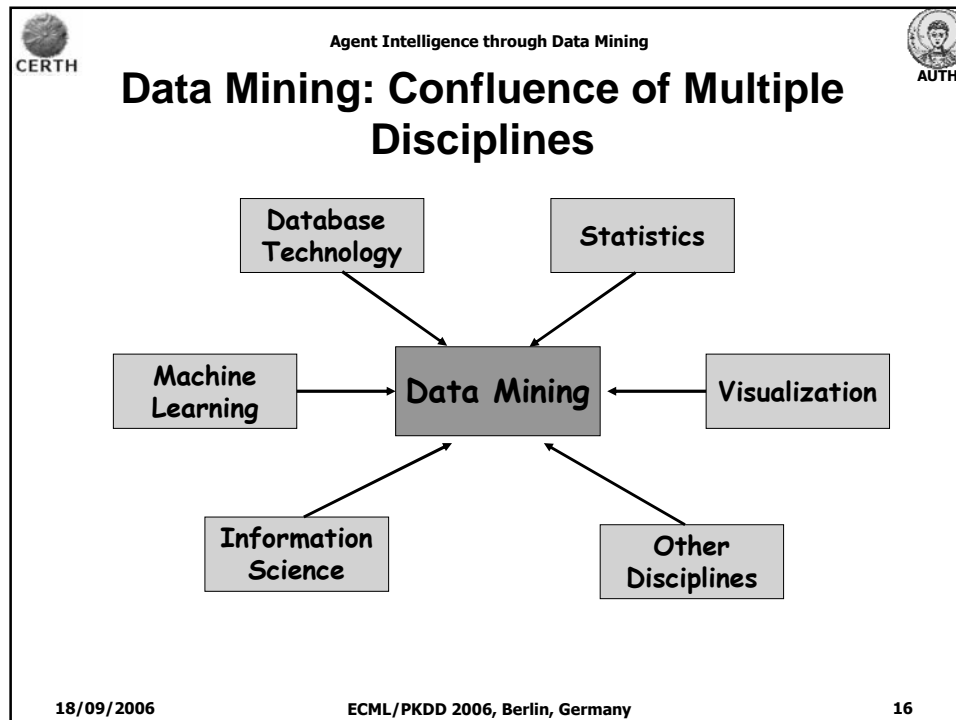 CERTH
Agent Intelligence through Data Mining
AUTH
Data Mining: Confluence of Multiple
Disciplines
Database
Technology
Statistics
Machine
Learning
Data Mining
Visualization
Information
Science
Other
Disciplines
18/09/2006
ECML/PKDD 2006, Berlin, Germany
16